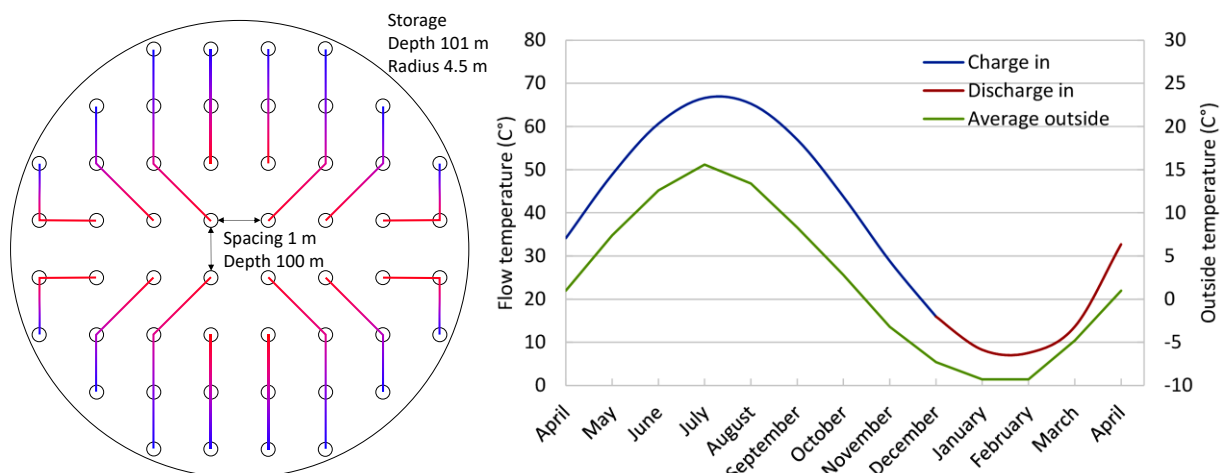 Storage
Depth 101 m
Radius 4.5 m
Spacing 1 m
Depth 100 m
80
70
60
50
40
30
20
10
0
Flow temperature (C°)
Charge in
Discharge in
Average outside
30
25
20
15
10
5
0
-5
-10
Outside temperature (C°)
April
May
June
July
August
September
October
November
December
January
February
March
April